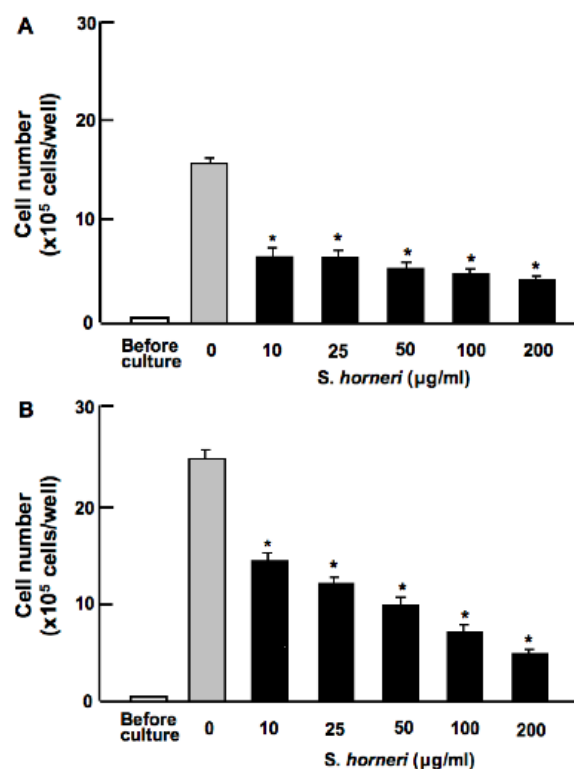 A
30
20
10
0
Cell number
(x10⁵ cells/well)
* * * * *
Before
culture
0 10 25 50 100 200
S. horneri (µg/ml)
B
30
20
10
0
Cell number
(x10⁵ cells/well)
* * * * *
Before
culture
0 10 25 50 100 200
S. horneri (µg/ml)